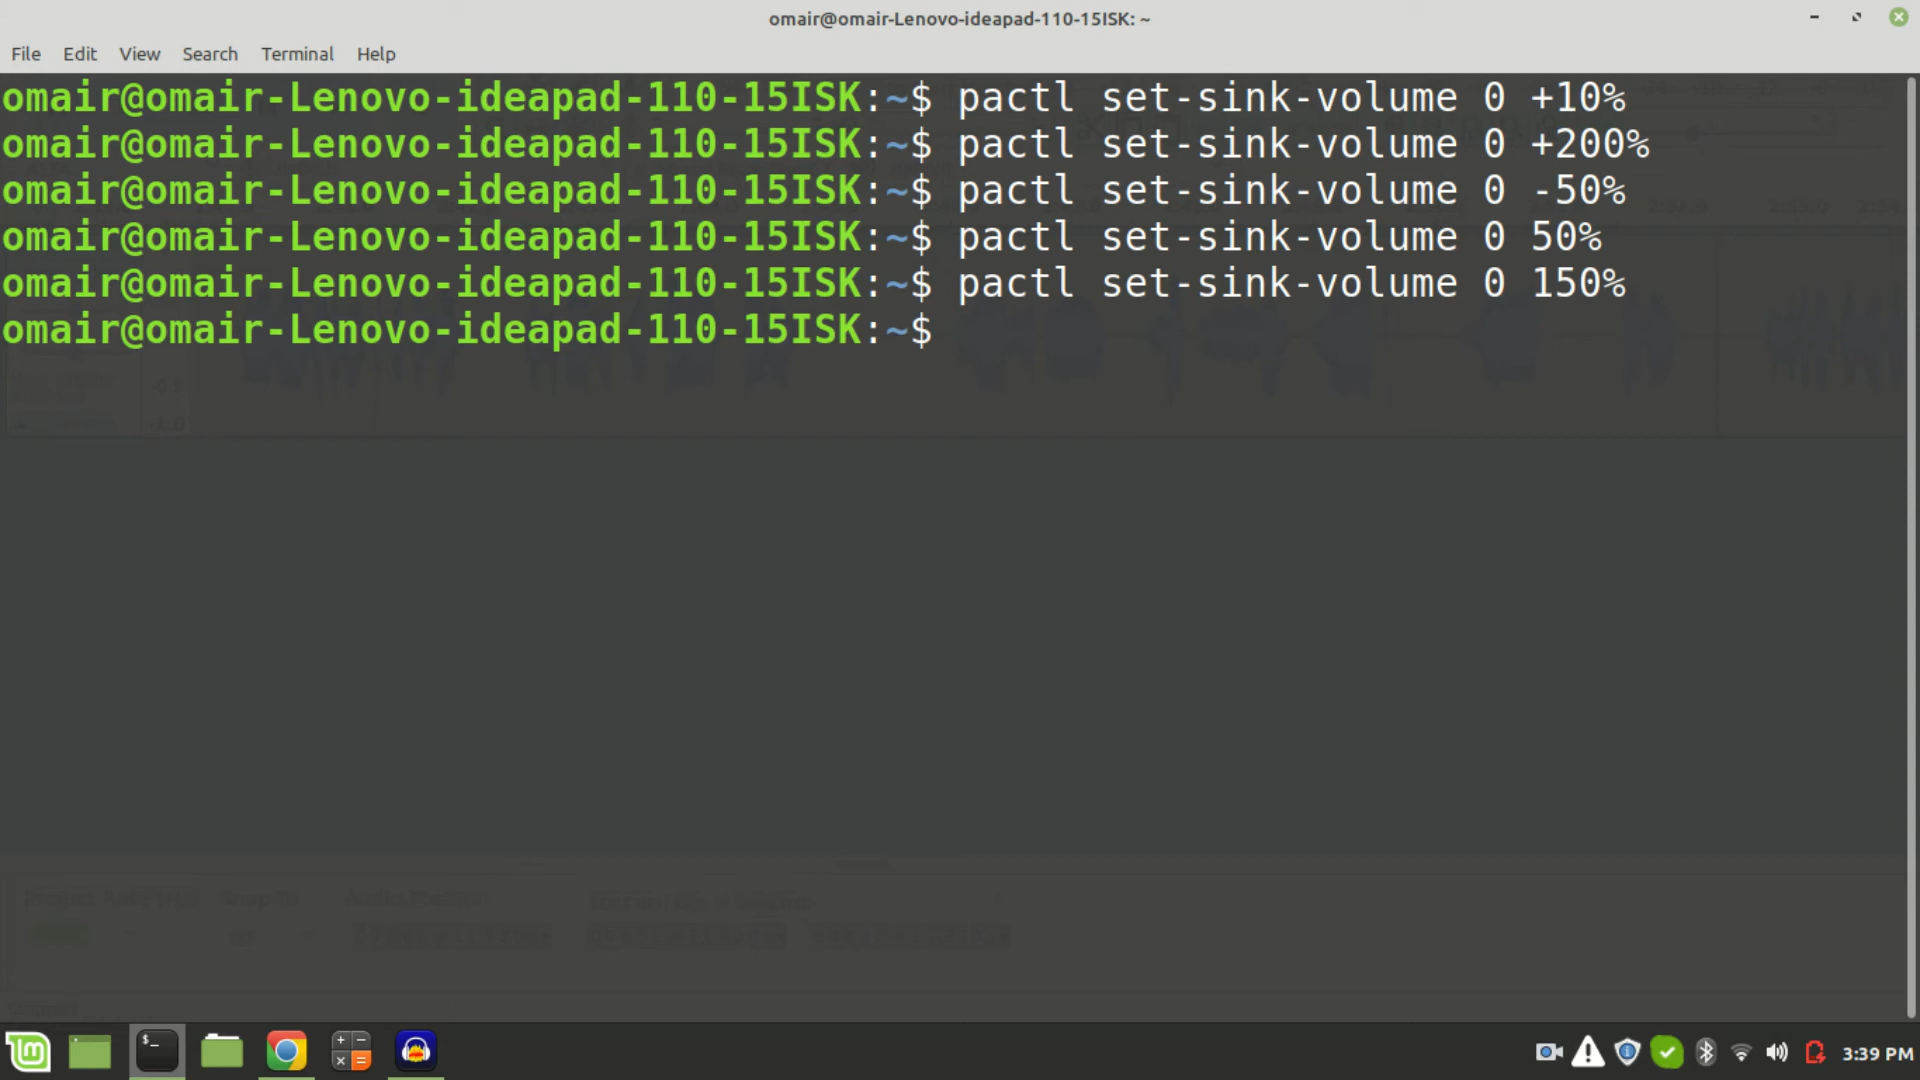 omair@omair-Lenovo-ideapad-110-15ISK: ~
File Edit View Search Terminal Help
omair@omair-Lenovo-ideapad-110-15ISK:~$ pactl set-sink-volume 0 +10%
omair@omair-Lenovo-ideapad-110-15ISK:~$ pactl set-sink-volume 0 +200%
omair@omair-Lenovo-ideapad-110-15ISK:~$ pactl set-sink-volume 0 -50%
omair@omair-Lenovo-ideapad-110-15ISK:~$ pactl set-sink-volume 0 50%
omair@omair-Lenovo-ideapad-110-15ISK:~$ pactl set-sink-volume 0 150%
omair@omair-Lenovo-ideapad-110-15ISK:~$
3:39 PM